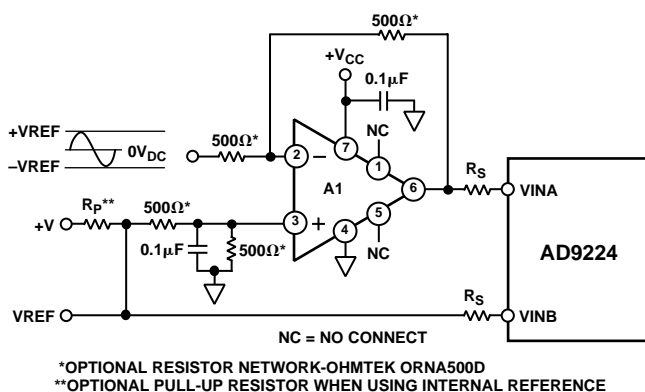 500Ω*
+VCC
0.1µF
+VREF
0VDC
–VREF
500Ω*
NC
2
–
7
1
A1
6
RS
VINA
RP**
+V
500Ω*
3
+
4
5
0.1µF
500Ω*
NC
AD9224
VREF
RS
VINB
NC = NO CONNECT
*OPTIONAL RESISTOR NETWORK-OHMTEK ORNA500D
**OPTIONAL PULL-UP RESISTOR WHEN USING INTERNAL REFERENCE